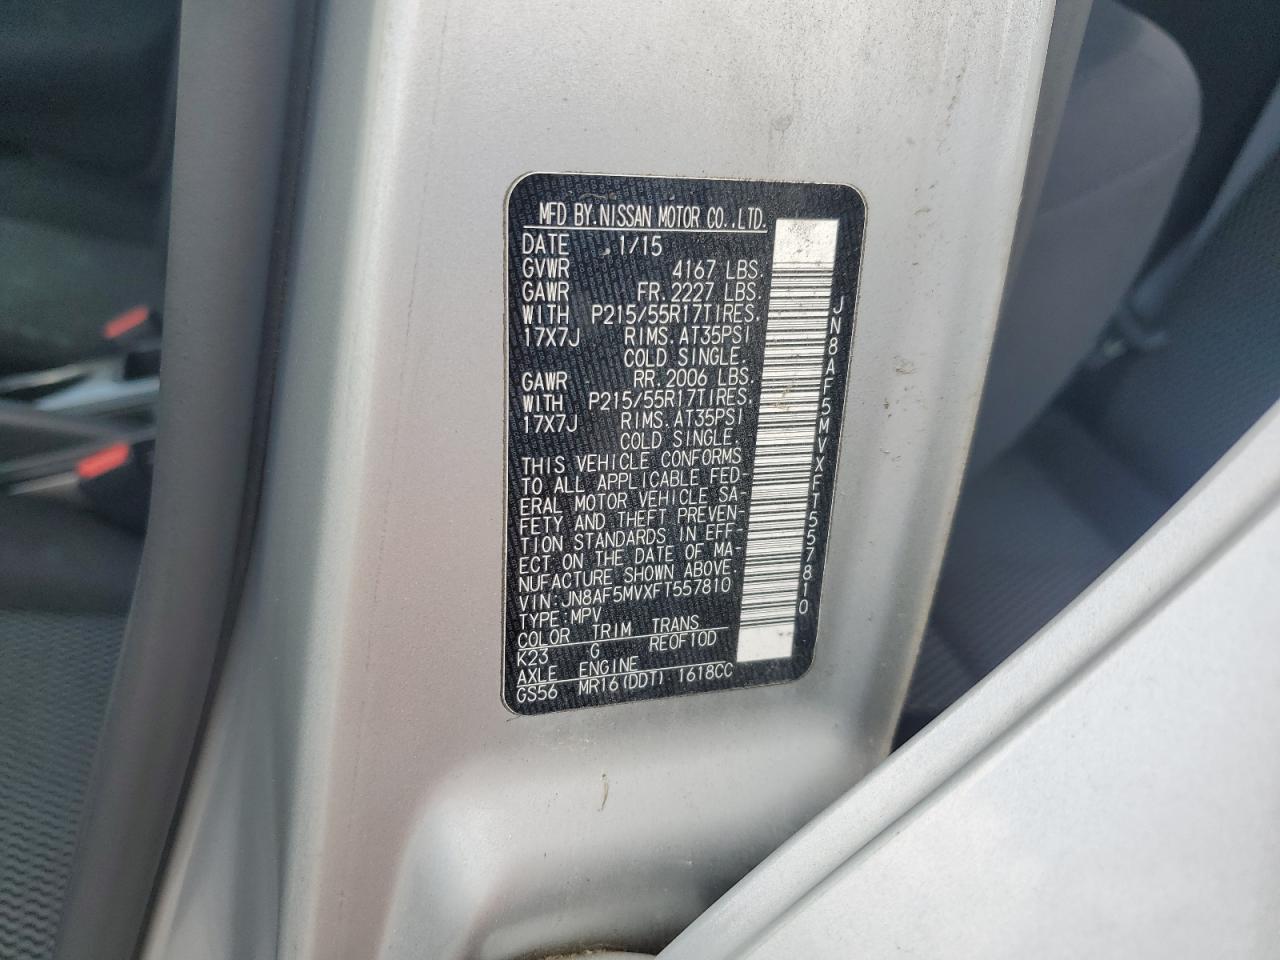 MFD BY.NISSAN MOTOR CO.,LTD.
DATE 1/15
GVWR 4167 LBS.
GAWR FR.2227 LBS.
WITH P215/55R17TIRES.
17X7J RIMS.AT35PSI
COLD SINGLE.
GAWR RR.2006 LBS.
WITH P215/55R17TIRES.
17X7J RIMS.AT35PSI
COLD SINGLE.
THIS VEHICLE CONFORMS
TO ALL APPLICABLE FED-
ERAL MOTOR VEHICLE SA-
FETY AND THEFT PREVEN-
TION STANDARDS IN EFF-
ECT ON THE DATE OF MA-
NUFACTURE SHOWN ABOVE.
VIN:JN8AF5MVXFT557810
TYPE:MPV
COLOR TRIM TRANS
K23 G RE0F10D
AXLE ENGINE
GS56 MR16(DDT) 1618CC
JN8AF5MVXFT557810